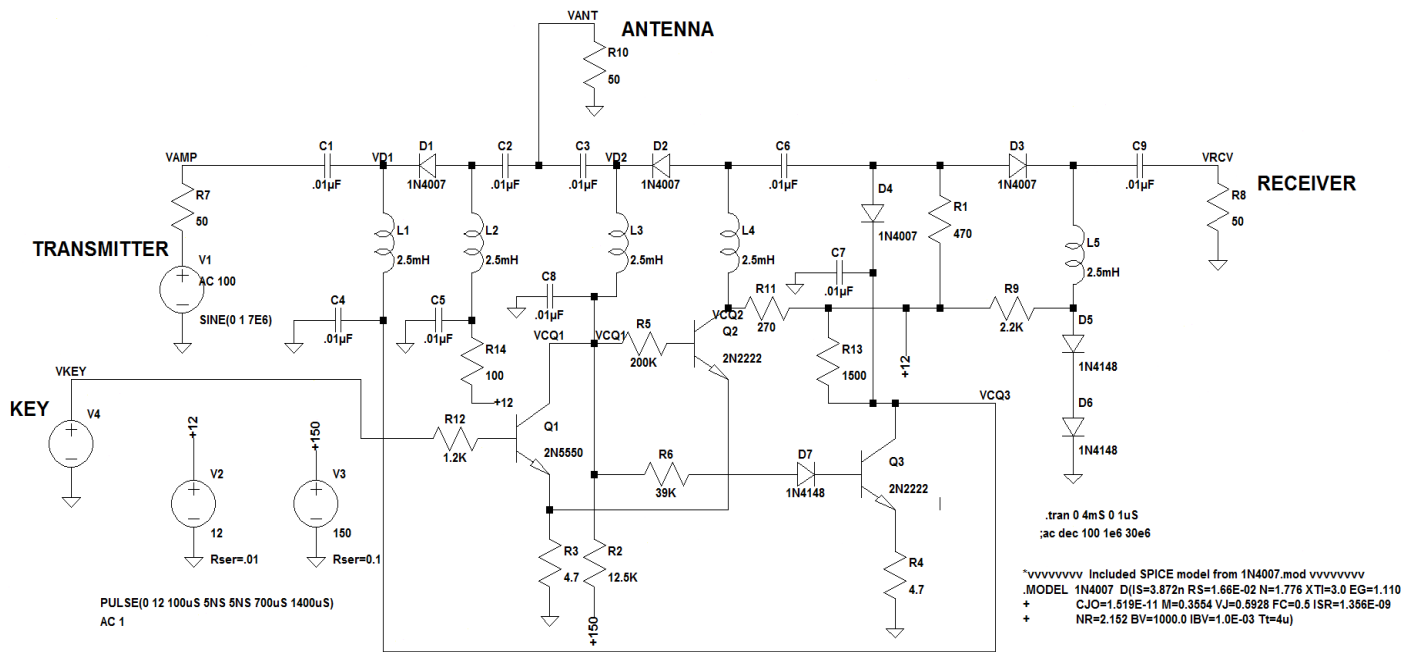 VANT
ANTENNA
R10
50
VAMP
C1
.01µF
VD1
D1
1N4007
C2
.01µF
C3
.01µF
VD2
D2
1N4007
C6
.01µF
D3
1N4007
C9
.01µF
VRCV
RECEIVER
R7
50
TRANSMITTER
V1
AC 100
SINE(0 1 7E6)
L1
2.5mH
L2
2.5mH
L3
2.5mH
L4
2.5mH
D4
1N4007
R1
470
L5
2.5mH
R8
50
C4
.01µF
C5
.01µF
C8
.01µF
C7
.01µF
R14
100
+12
VCQ1
VCQ1
R5
200K
VCQ2
Q2
2N2222
R11
270
R13
1500
+12
R9
2.2K
D5
1N4148
D6
1N4148
VKEY
KEY
V4
R12
1.2K
Q1
2N5550
VCQ3
R6
39K
D7
1N4148
Q3
2N2222
+12
V2
12
Rser=.01
+150
V3
150
Rser=0.1
R3
4.7
R2
12.5K
+150
R4
4.7
PULSE(0 12 100uS 5NS 5NS 700uS 1400uS)
AC 1
.tran 0 4mS 0 1uS
;ac dec 100 1e6 30e6
*vvvvvvvv Included SPICE model from 1N4007.mod vvvvvvvv
.MODEL 1N4007 D(IS=3.872n RS=1.66E-02 N=1.776 XTI=3.0 EG=1.110
+ CJO=1.519E-11 M=0.3554 VJ=0.5928 FC=0.5 ISR=1.356E-09
+ NR=2.152 BV=1000.0 IBV=1.0E-03 Tt=4u)